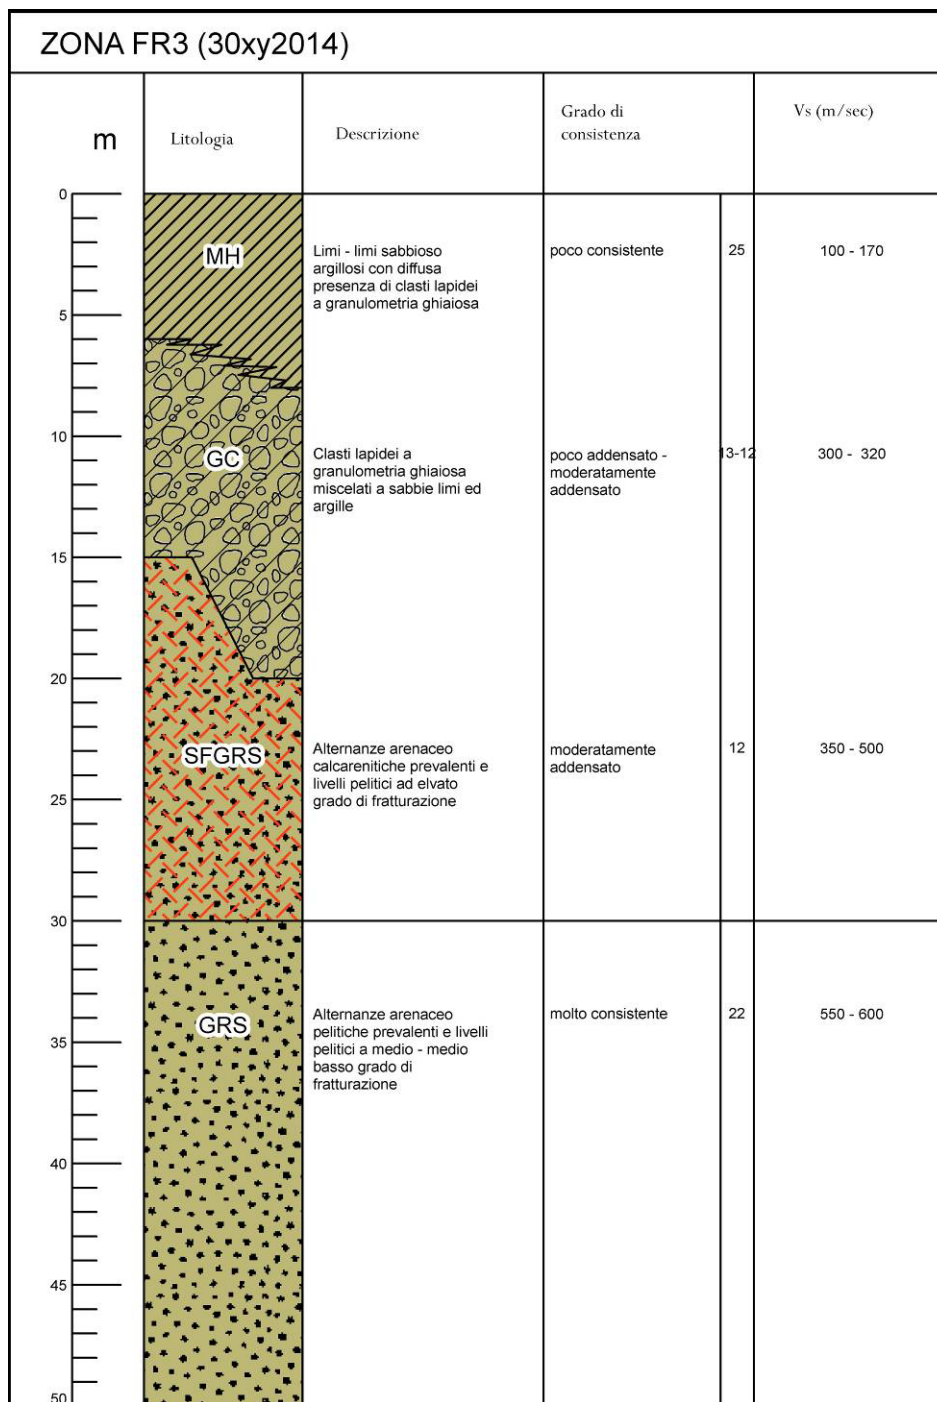 ZONA FR3 (30xy2014)
m
Litologia
Descrizione
Grado di
consistenza
Vs (m/sec)
0
5
10
15
20
25
30
35
40
45
50
MH
Limi - limi sabbioso
argillosi con diffusa
presenza di clasti lapidei
a granulometria ghiaiosa
poco consistente
25
100 - 170
GC
Clasti lapidei a
granulometria ghiaiosa
miscelati a sabbie limi ed
argille
poco addensato -
moderatamente
addensato
13-12
300 - 320
SFGRS
Alternanze arenaceo
calcarenitiche prevalenti e
livelli pelitici ad elvato
grado di fratturazione
moderatamente
addensato
12
350 - 500
GRS
Alternanze arenaceo
pelitiche prevalenti e livelli
pelitici a medio - medio
basso grado di
fratturazione
molto consistente
22
550 - 600